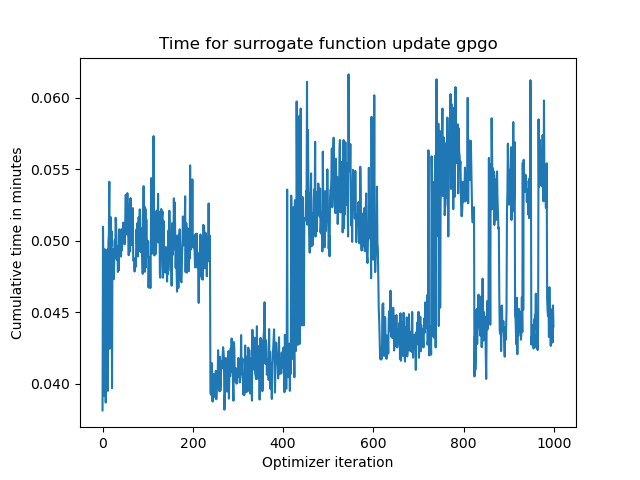 Time for surrogate function update gpgo
Cumulative time in minutes
0.060
0.055
0.050
0.045
0.040
0 200 400 600 800 1000
Optimizer iteration